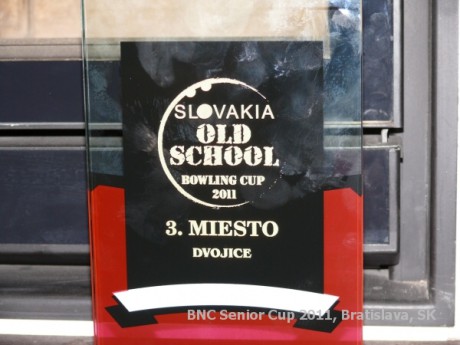 SLOVAKIA
OLD
SCHOOL
BOWLING CUP
2011
3. MIESTO
DVOJICE
BNC Senior Cup 2011, Bratislava, SK